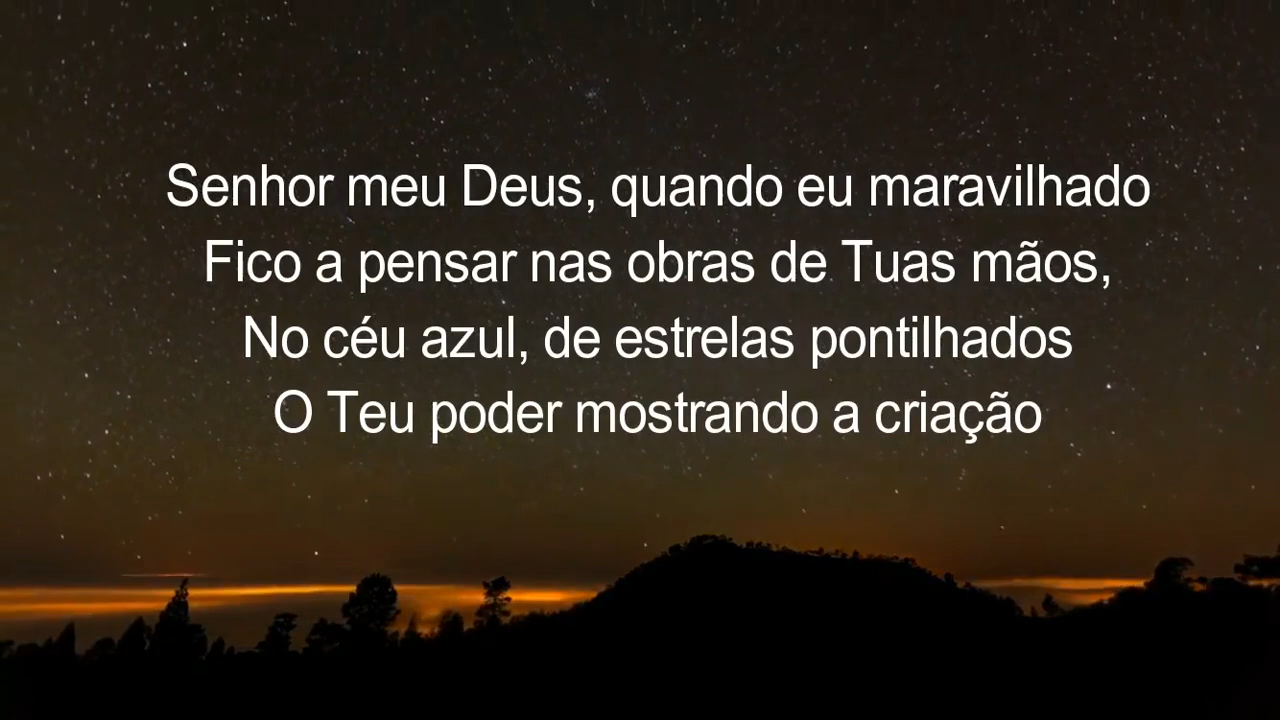 Senhor meu Deus, quando eu maravilhado
Fico a pensar nas obras de Tuas mãos,
No céu azul, de estrelas pontilhados
O Teu poder mostrando a criação